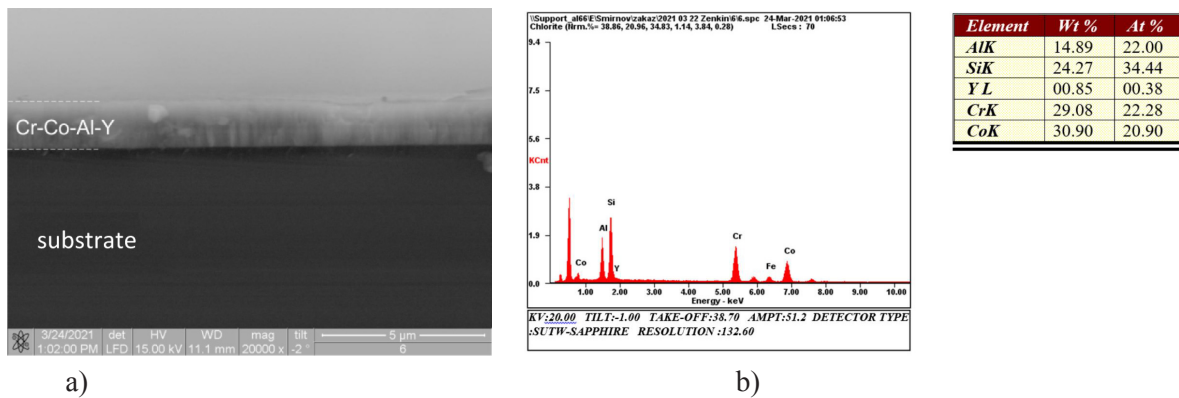 Cr-Co-Al-Y
substrate
3/24/2021 det HV WD mag tilt 5 µm
1:02:00 PM LFD 15.00 kV 11.1 mm 20000 x -2 ° 6
a)
\\Support_al66\E\Smirnov\zakaz\2021 03 22 Zenkin\6\6.spc 24-Mar-2021 01:06:53
Chlorite (Nrm.%= 38.86, 20.96, 34.83, 1.14, 3.84, 0.28) LSecs : 70
9.4
7.5
5.6
KCnt
3.8
1.9
0.0
Si
Al
Co
Y
Cr
Fe
Co
1.00 2.00 3.00 4.00 5.00 6.00 7.00 8.00 9.00 10.00
Energy - keV
KV:20.00 TILT:-1.00 TAKE-OFF:38.70 AMPT:51.2 DETECTOR TYPE
:SUTW-SAPPHIRE RESOLUTION :132.60
b)
Element Wt % At %
AlK 14.89 22.00
SiK 24.27 34.44
Y L 00.85 00.38
CrK 29.08 22.28
CoK 30.90 20.90